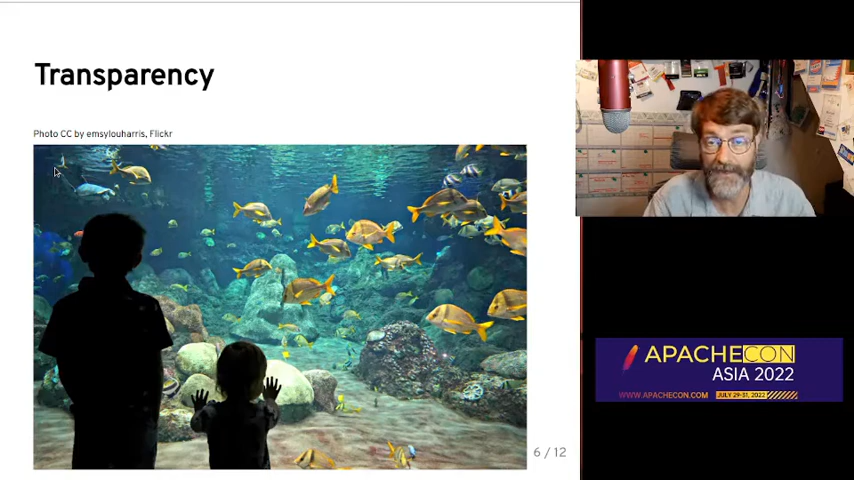 Transparency
Photo CC by emsylouharris, Flickr
6 / 12
APACHECON
ASIA 2022
WWW.APACHECON.COM
JULY 29-31, 2022